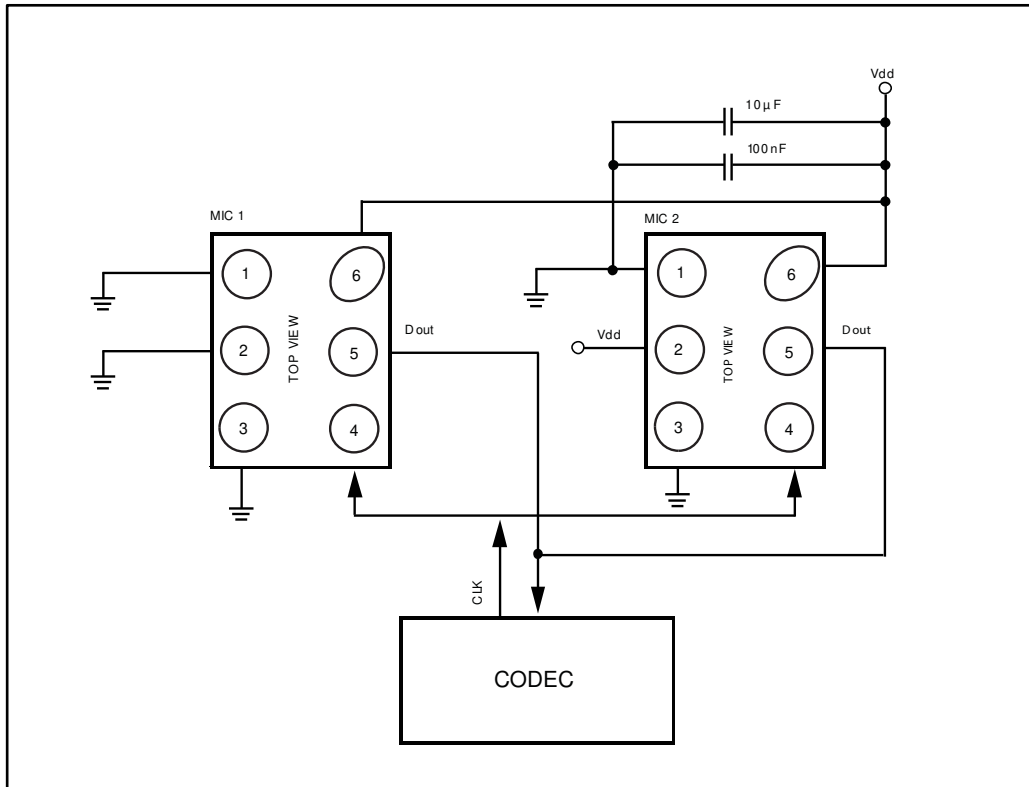 Vdd
10µF
100nF
MIC 1
MIC 2
1
6
1
6
TOP VIEW
TOP VIEW
2
5
Dout
Vdd
2
5
Dout
3
4
3
4
CLK
CODEC